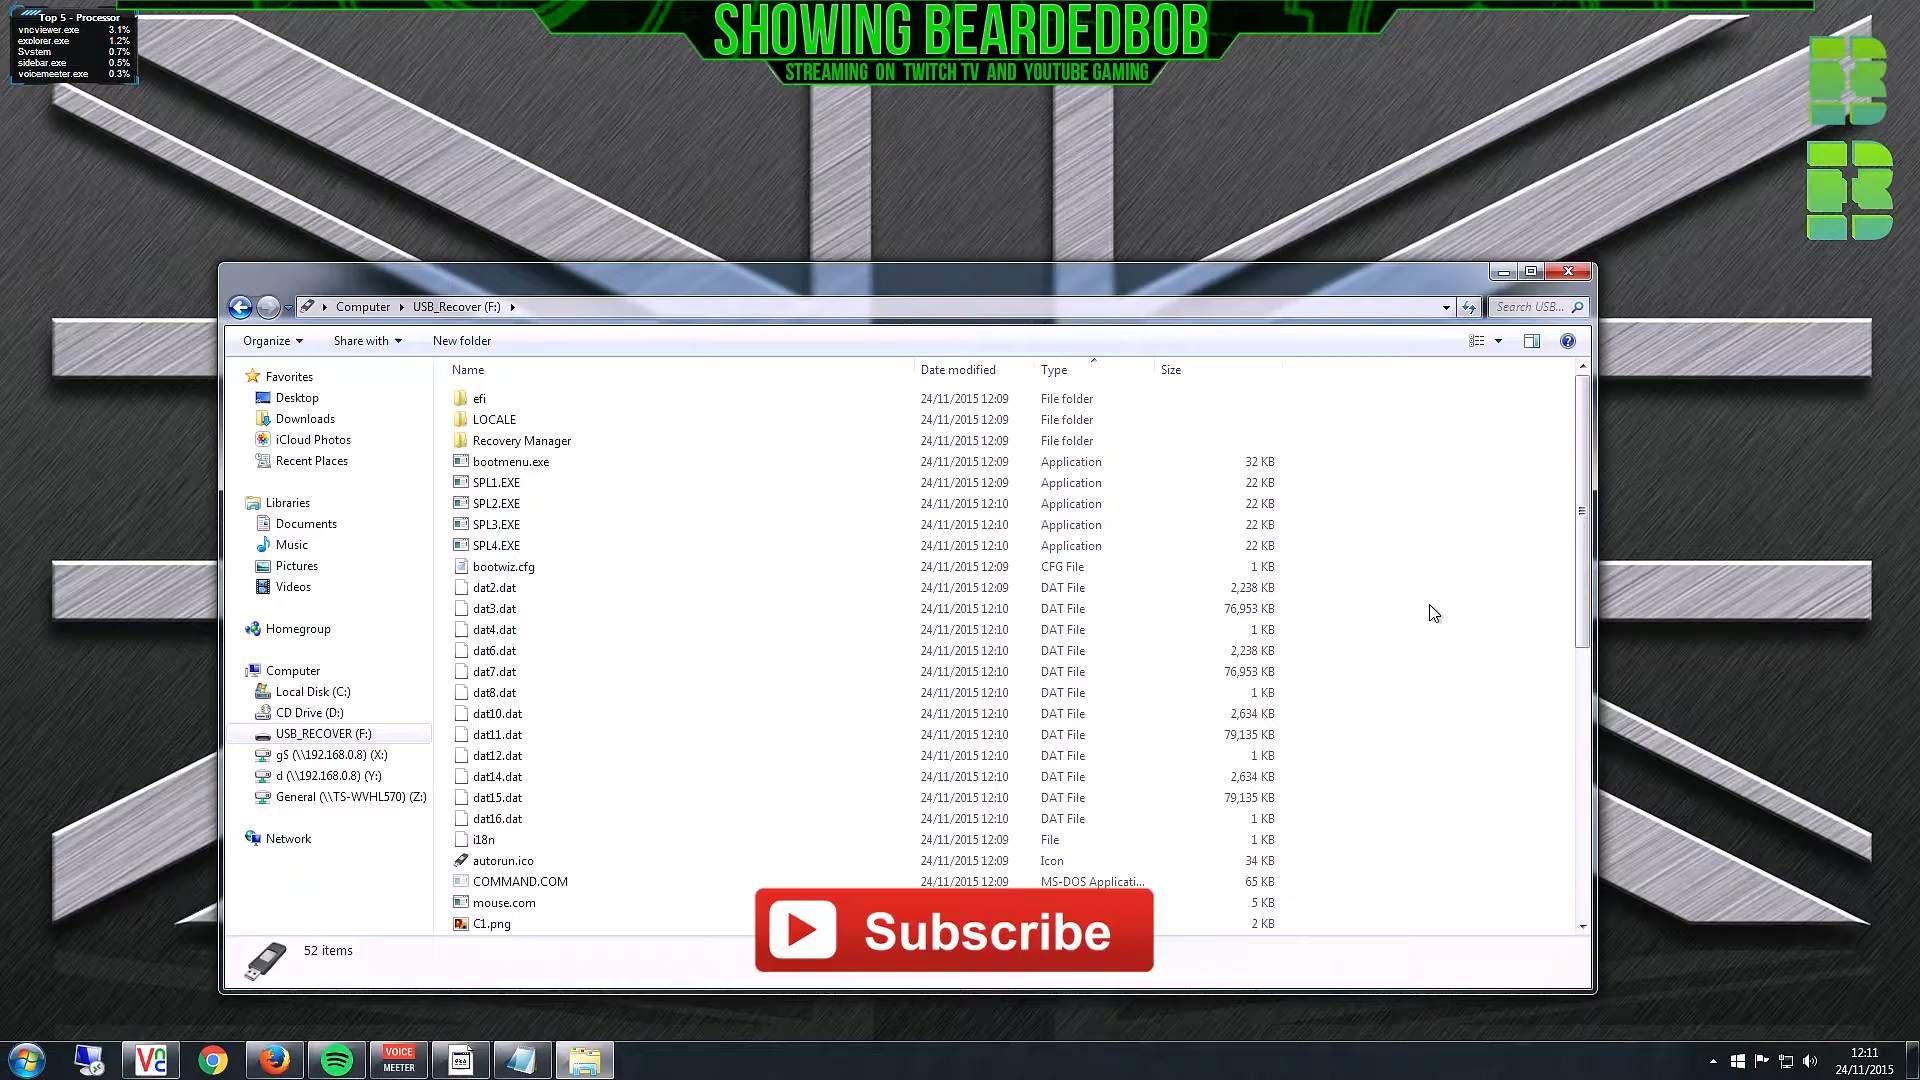 Top 5 - Processor
vncviewer.exe 3.1%
explorer.exe 1.2%
System 0.7%
sidebar.exe 0.5%
voicemeeter.exe 0.3%
SHOWING BEARDEDBOB
STREAMING ON TWITCH TV AND YOUTUBE GAMING
Computer USB_Recover (F:)
Search USB...
Organize Share with New folder
Name Date modified Type Size
Favorites
Desktop
Downloads
iCloud Photos
Recent Places
Libraries
Documents
Music
Pictures
Videos
Homegroup
Computer
Local Disk (C:)
CD Drive (D:)
USB_RECOVER (F:)
g$ (\\192.168.0.8) (X:)
d (\\192.168.0.8) (Y:)
General (\\TS-WVHL570) (Z:)
Network
efi 24/11/2015 12:09 File folder
LOCALE 24/11/2015 12:09 File folder
Recovery Manager 24/11/2015 12:09 File folder
bootmenu.exe 24/11/2015 12:09 Application 32 KB
SPL1.EXE 24/11/2015 12:09 Application 22 KB
SPL2.EXE 24/11/2015 12:10 Application 22 KB
SPL3.EXE 24/11/2015 12:10 Application 22 KB
SPL4.EXE 24/11/2015 12:10 Application 22 KB
bootwiz.cfg 24/11/2015 12:09 CFG File 1 KB
dat2.dat 24/11/2015 12:09 DAT File 2,238 KB
dat3.dat 24/11/2015 12:10 DAT File 76,953 KB
dat4.dat 24/11/2015 12:10 DAT File 1 KB
dat6.dat 24/11/2015 12:10 DAT File 2,238 KB
dat7.dat 24/11/2015 12:10 DAT File 76,953 KB
dat8.dat 24/11/2015 12:10 DAT File 1 KB
dat10.dat 24/11/2015 12:10 DAT File 2,634 KB
dat11.dat 24/11/2015 12:10 DAT File 79,135 KB
dat12.dat 24/11/2015 12:10 DAT File 1 KB
dat14.dat 24/11/2015 12:10 DAT File 2,634 KB
dat15.dat 24/11/2015 12:10 DAT File 79,135 KB
dat16.dat 24/11/2015 12:10 DAT File 1 KB
i18n 24/11/2015 12:09 File 1 KB
autorun.ico 24/11/2015 12:09 Icon 34 KB
COMMAND.COM 24/11/2015 12:09 MS-DOS Applicati... 65 KB
mouse.com 5 KB
C1.png 2 KB
Subscribe
52 items
VOICE
MEETER
12:11
24/11/2015